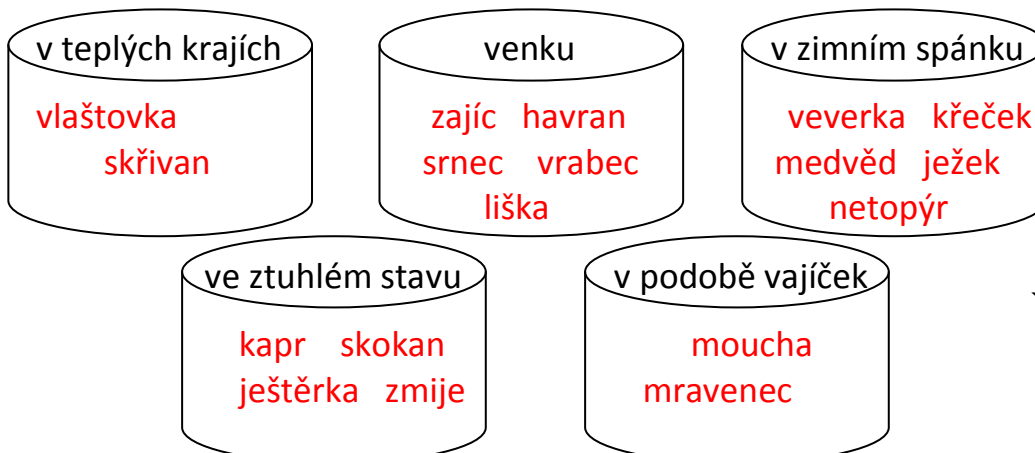 v teplých krajích
vlaštovka
skřivan
venku
zajíc havran
srnec vrabec
liška
v zimním spánku
veverka křeček
medvěd ježek
netopýr
ve ztuhlém stavu
kapr skokan
ještěrka zmije
v podobě vajíček
moucha
mravenec